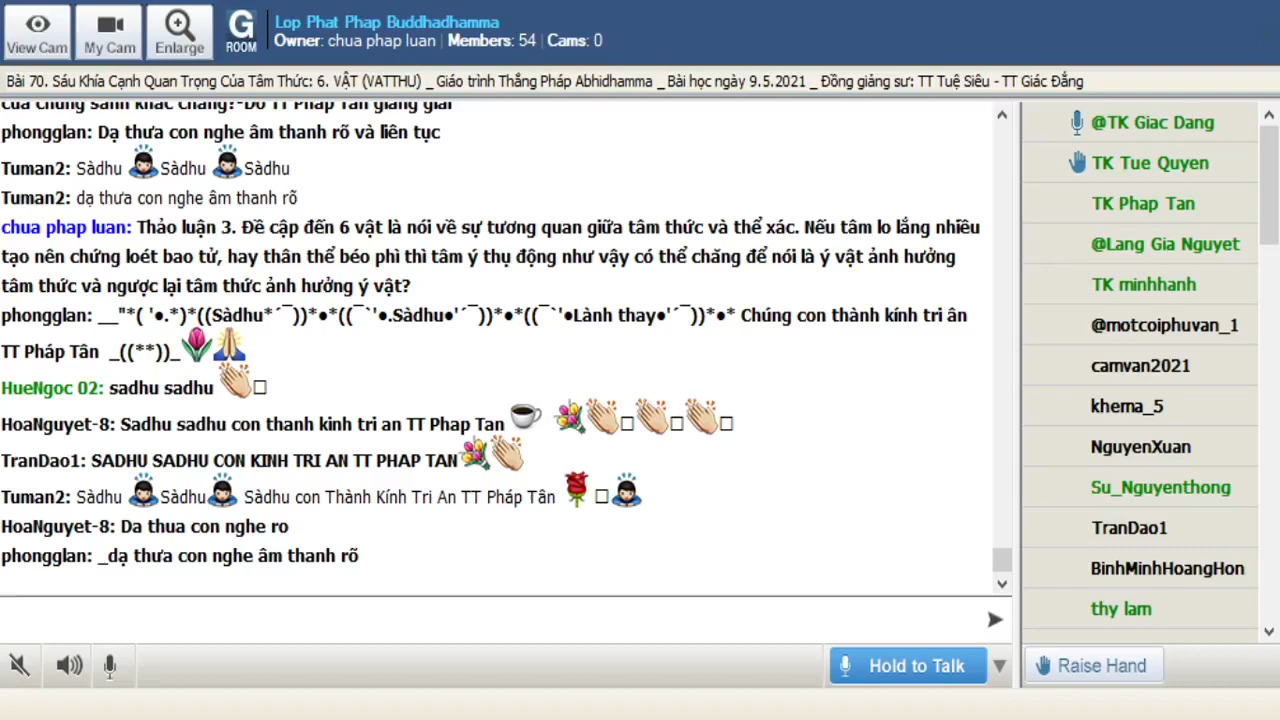 View Cam
My Cam
Enlarge
G
ROOM
Lop Phat Phap Buddhadhamma
Owner: chua phap luan | Members: 54 | Cams: 0
Bài 70. Sáu Khía Cạnh Quan Trọng Của Tâm Thức: 6. VẬT (VATTHU) _ Giáo trình Thắng Pháp Abhidhamma _ Bài học ngày 9.5.2021 _ Đồng giảng sư: TT Tuệ Siêu - TT Giác Đẳng
của chúng sanh khác chăng?-Do TT Pháp Tân giảng giải
phongglan: Dạ thưa con nghe âm thanh rõ và liên tục
Tuman2: Sàdhu Sàdhu Sàdhu
Tuman2: dạ thưa con nghe âm thanh rõ
chua phap luan: Thảo luận 3. Đề cập đến 6 vật là nói về sự tương quan giữa tâm thức và thể xác. Nếu tâm lo lắng nhiều
tạo nên chứng loét bao tử, hay thân thể béo phì thì tâm ý thụ động như vậy có thể chăng để nói là ý vật ảnh hưởng
tâm thức và ngược lại tâm thức ảnh hưởng ý vật?
phongglan: __"*( '•.*)*((Sàdhu*´¯))*•*((¯`'•.Sàdhu•'´¯))*•*((¯`'•Lành thay•'´¯))*•* Chúng con thành kính tri ân
TT Pháp Tân _((**))_
HueNgoc 02: sadhu sadhu
HoaNguyet-8: Sadhu sadhu con thanh kinh tri an TT Phap Tan
TranDao1: SADHU SADHU CON KINH TRI AN TT PHAP TAN
Tuman2: Sàdhu Sàdhu Sàdhu con Thành Kính Tri Ân TT Pháp Tân
HoaNguyet-8: Da thua con nghe ro
phongglan: _dạ thưa con nghe âm thanh rõ
@TK Giac Dang
TK Tue Quyen
TK Phap Tan
@Lang Gia Nguyet
TK minhhanh
@motcoiphuvan_1
camvan2021
khema_5
NguyenXuan
Su_Nguyenthong
TranDao1
BinhMinhHoangHon
thy lam
Hold to Talk
Raise Hand